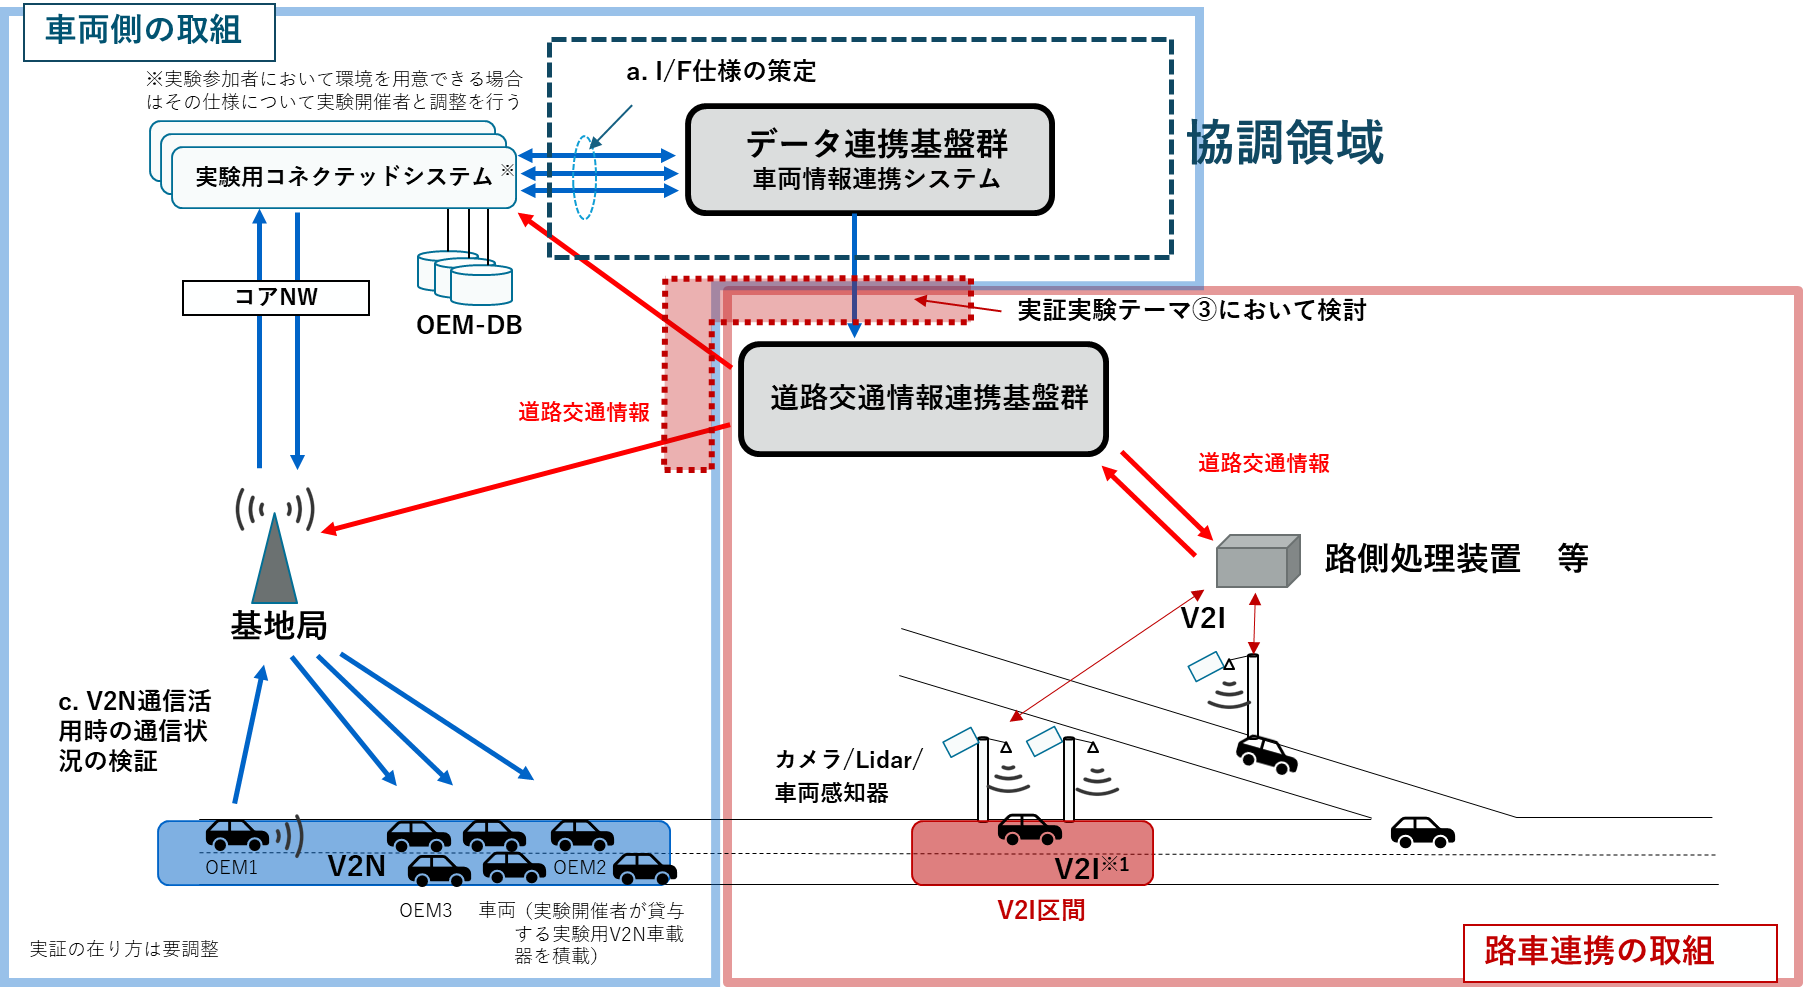 車両側の取組
※実験参加者において環境を用意できる場合
はその仕様について実験開催者と調整を行う
a. I/F仕様の策定
協調領域
データ連携基盤群
車両情報連携システム
実験用コネクテッドシステム ※
コアNW
OEM-DB
実証実験テーマ③において検討
道路交通情報連携基盤群
道路交通情報
道路交通情報
路側処理装置　等
V2I
基地局
c. V2N通信活
用時の通信状
況の検証
カメラ/Lidar/
車両感知器
OEM1
V2N
OEM2
V2I※1
OEM3
車両（実験開催者が貸与
する実験用V2N車載
器を積載）
V2I区間
実証の在り方は要調整
路車連携の取組